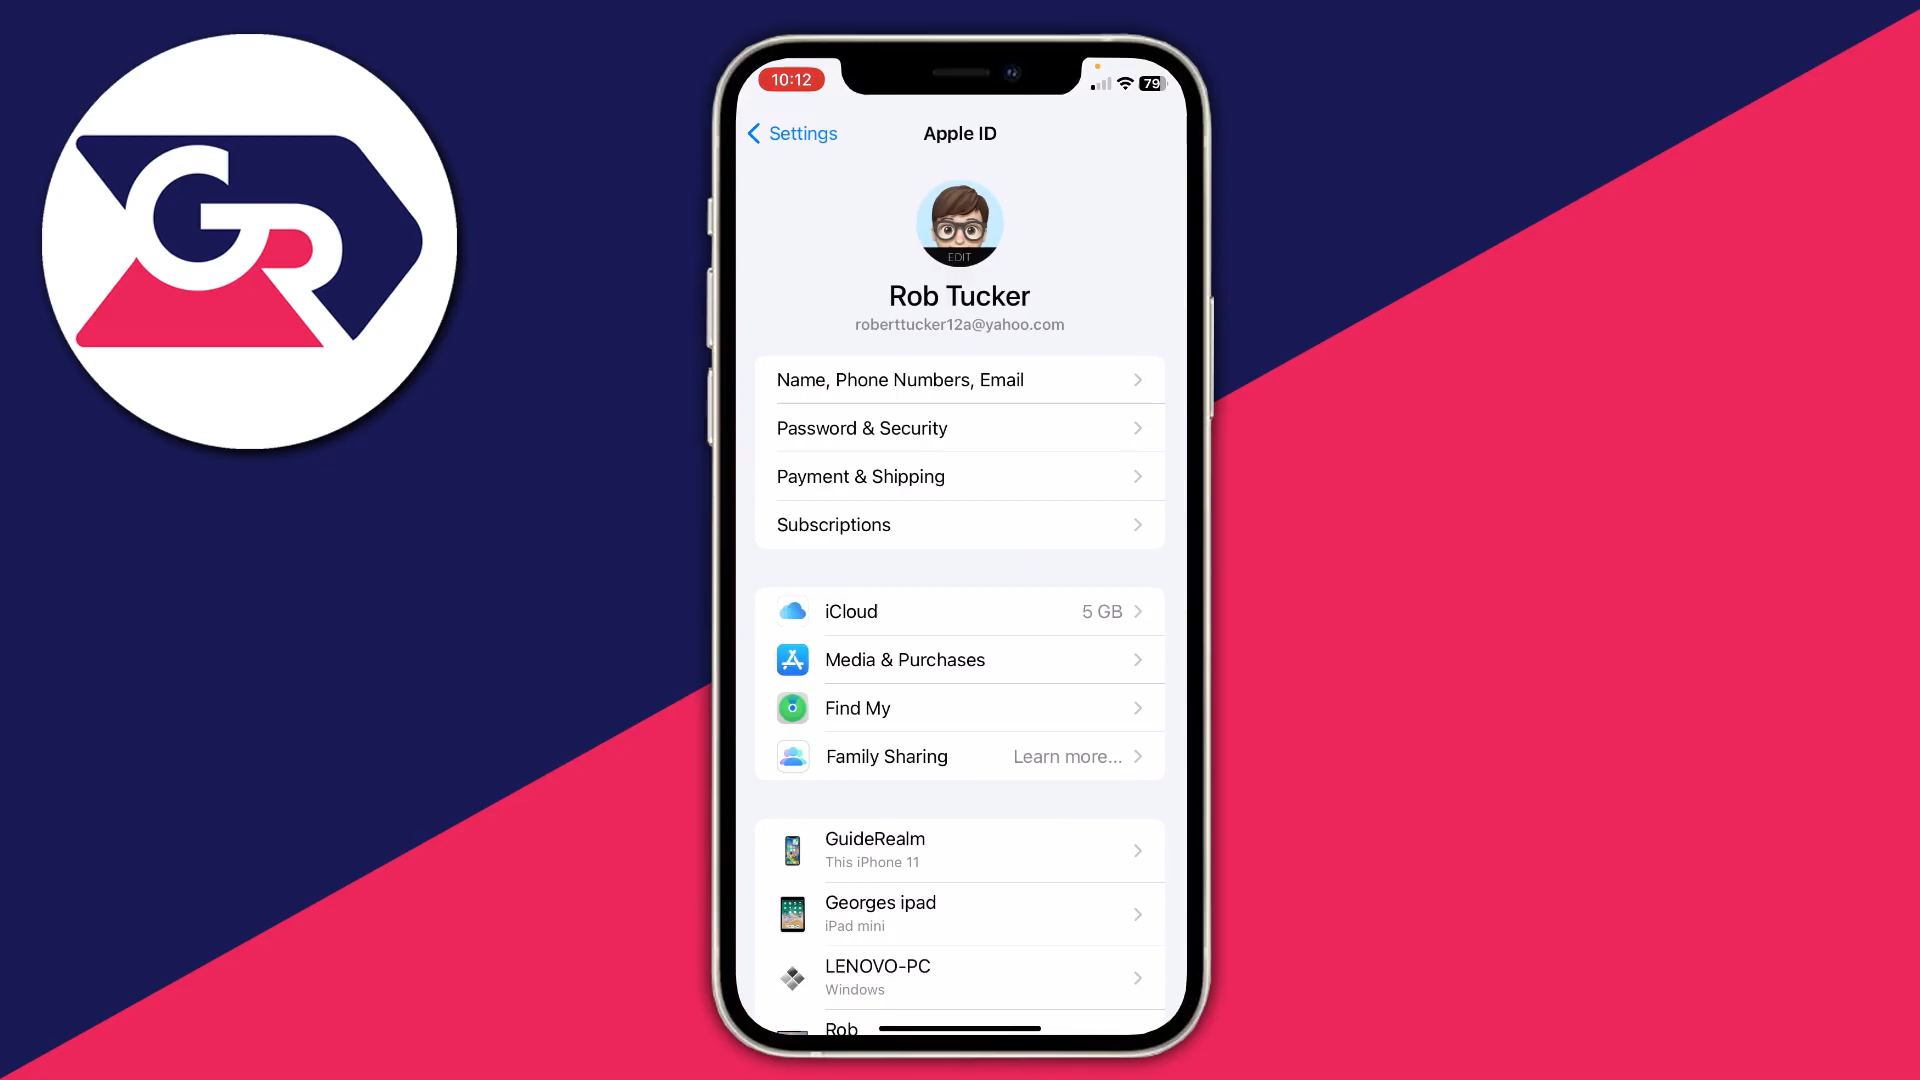 GR
10:12
79
Settings
Apple ID
EDIT
Rob Tucker
roberttucker12a@yahoo.com
Name, Phone Numbers, Email
Password & Security
Payment & Shipping
Subscriptions
iCloud 5 GB
Media & Purchases
Find My
Family Sharing Learn more...
GuideRealm
This iPhone 11
Georges ipad
iPad mini
LENOVO-PC
Windows
Rob